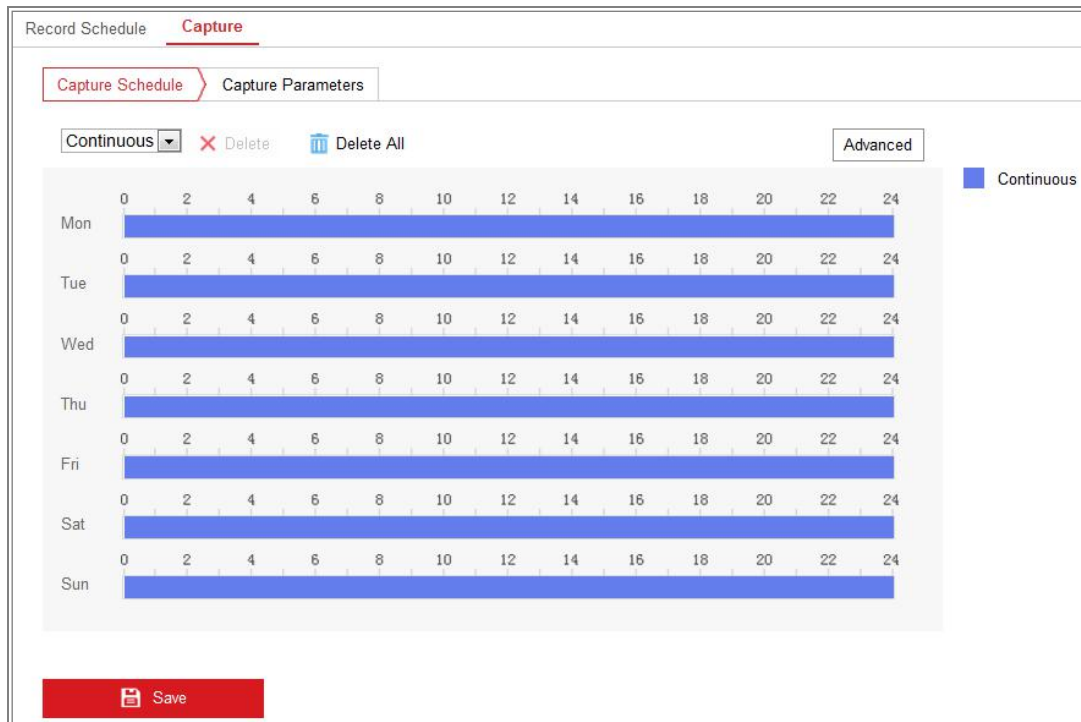 Record Schedule Capture
Capture Schedule Capture Parameters
Continuous Delete Delete All Advanced
Continuous
0 2 4 6 8 10 12 14 16 18 20 22 24
Mon
0 2 4 6 8 10 12 14 16 18 20 22 24
Tue
0 2 4 6 8 10 12 14 16 18 20 22 24
Wed
0 2 4 6 8 10 12 14 16 18 20 22 24
Thu
0 2 4 6 8 10 12 14 16 18 20 22 24
Fri
0 2 4 6 8 10 12 14 16 18 20 22 24
Sat
0 2 4 6 8 10 12 14 16 18 20 22 24
Sun
Save